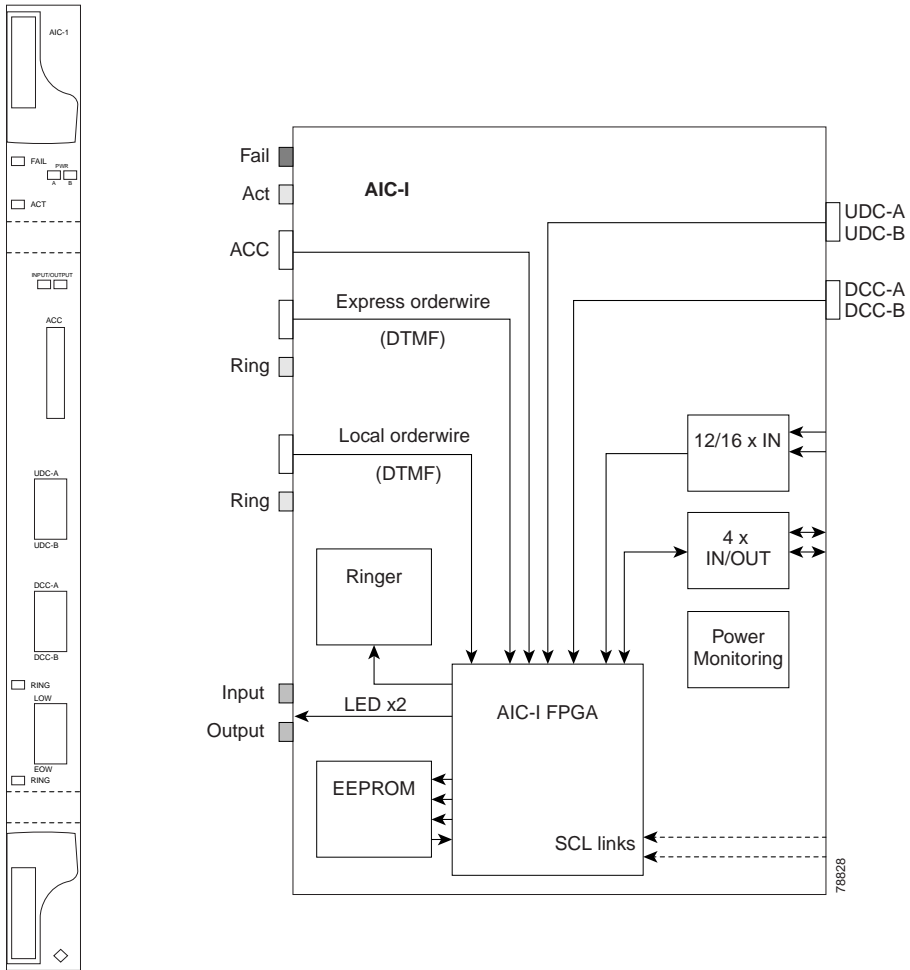 AIC-1
FAIL
PWR
A B
ACT
INPUT/OUTPUT
ACC
UDC-A
UDC-B
DCC-A
DCC-B
RING
LOW
EOW
RING
Fail
Act
AIC-I
ACC
UDC-A
UDC-B
DCC-A
DCC-B
Express orderwire
(DTMF)
Ring
Local orderwire
(DTMF)
Ring
12/16 x IN
4 x
IN/OUT
Ringer
Power
Monitoring
Input
LED x2
Output
AIC-I FPGA
EEPROM
SCL links
78828